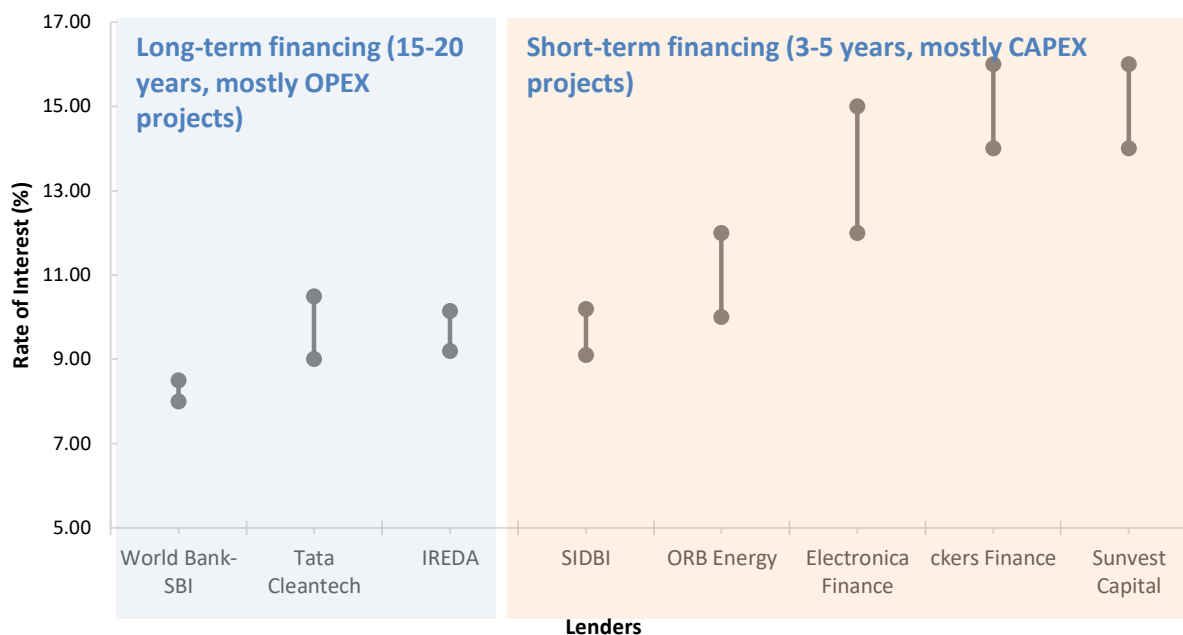 17.00
15.00
13.00
11.00
9.00
7.00
5.00
Rate of Interest (%)
Long-term financing (15-20
years, mostly OPEX
projects)
Short-term financing (3-5 years, mostly CAPEX
projects)
World Bank-
SBI
Tata
Cleantech
IREDA
SIDBI
ORB Energy
Electronica
Finance
ckers Finance
Sunvest
Capital
Lenders